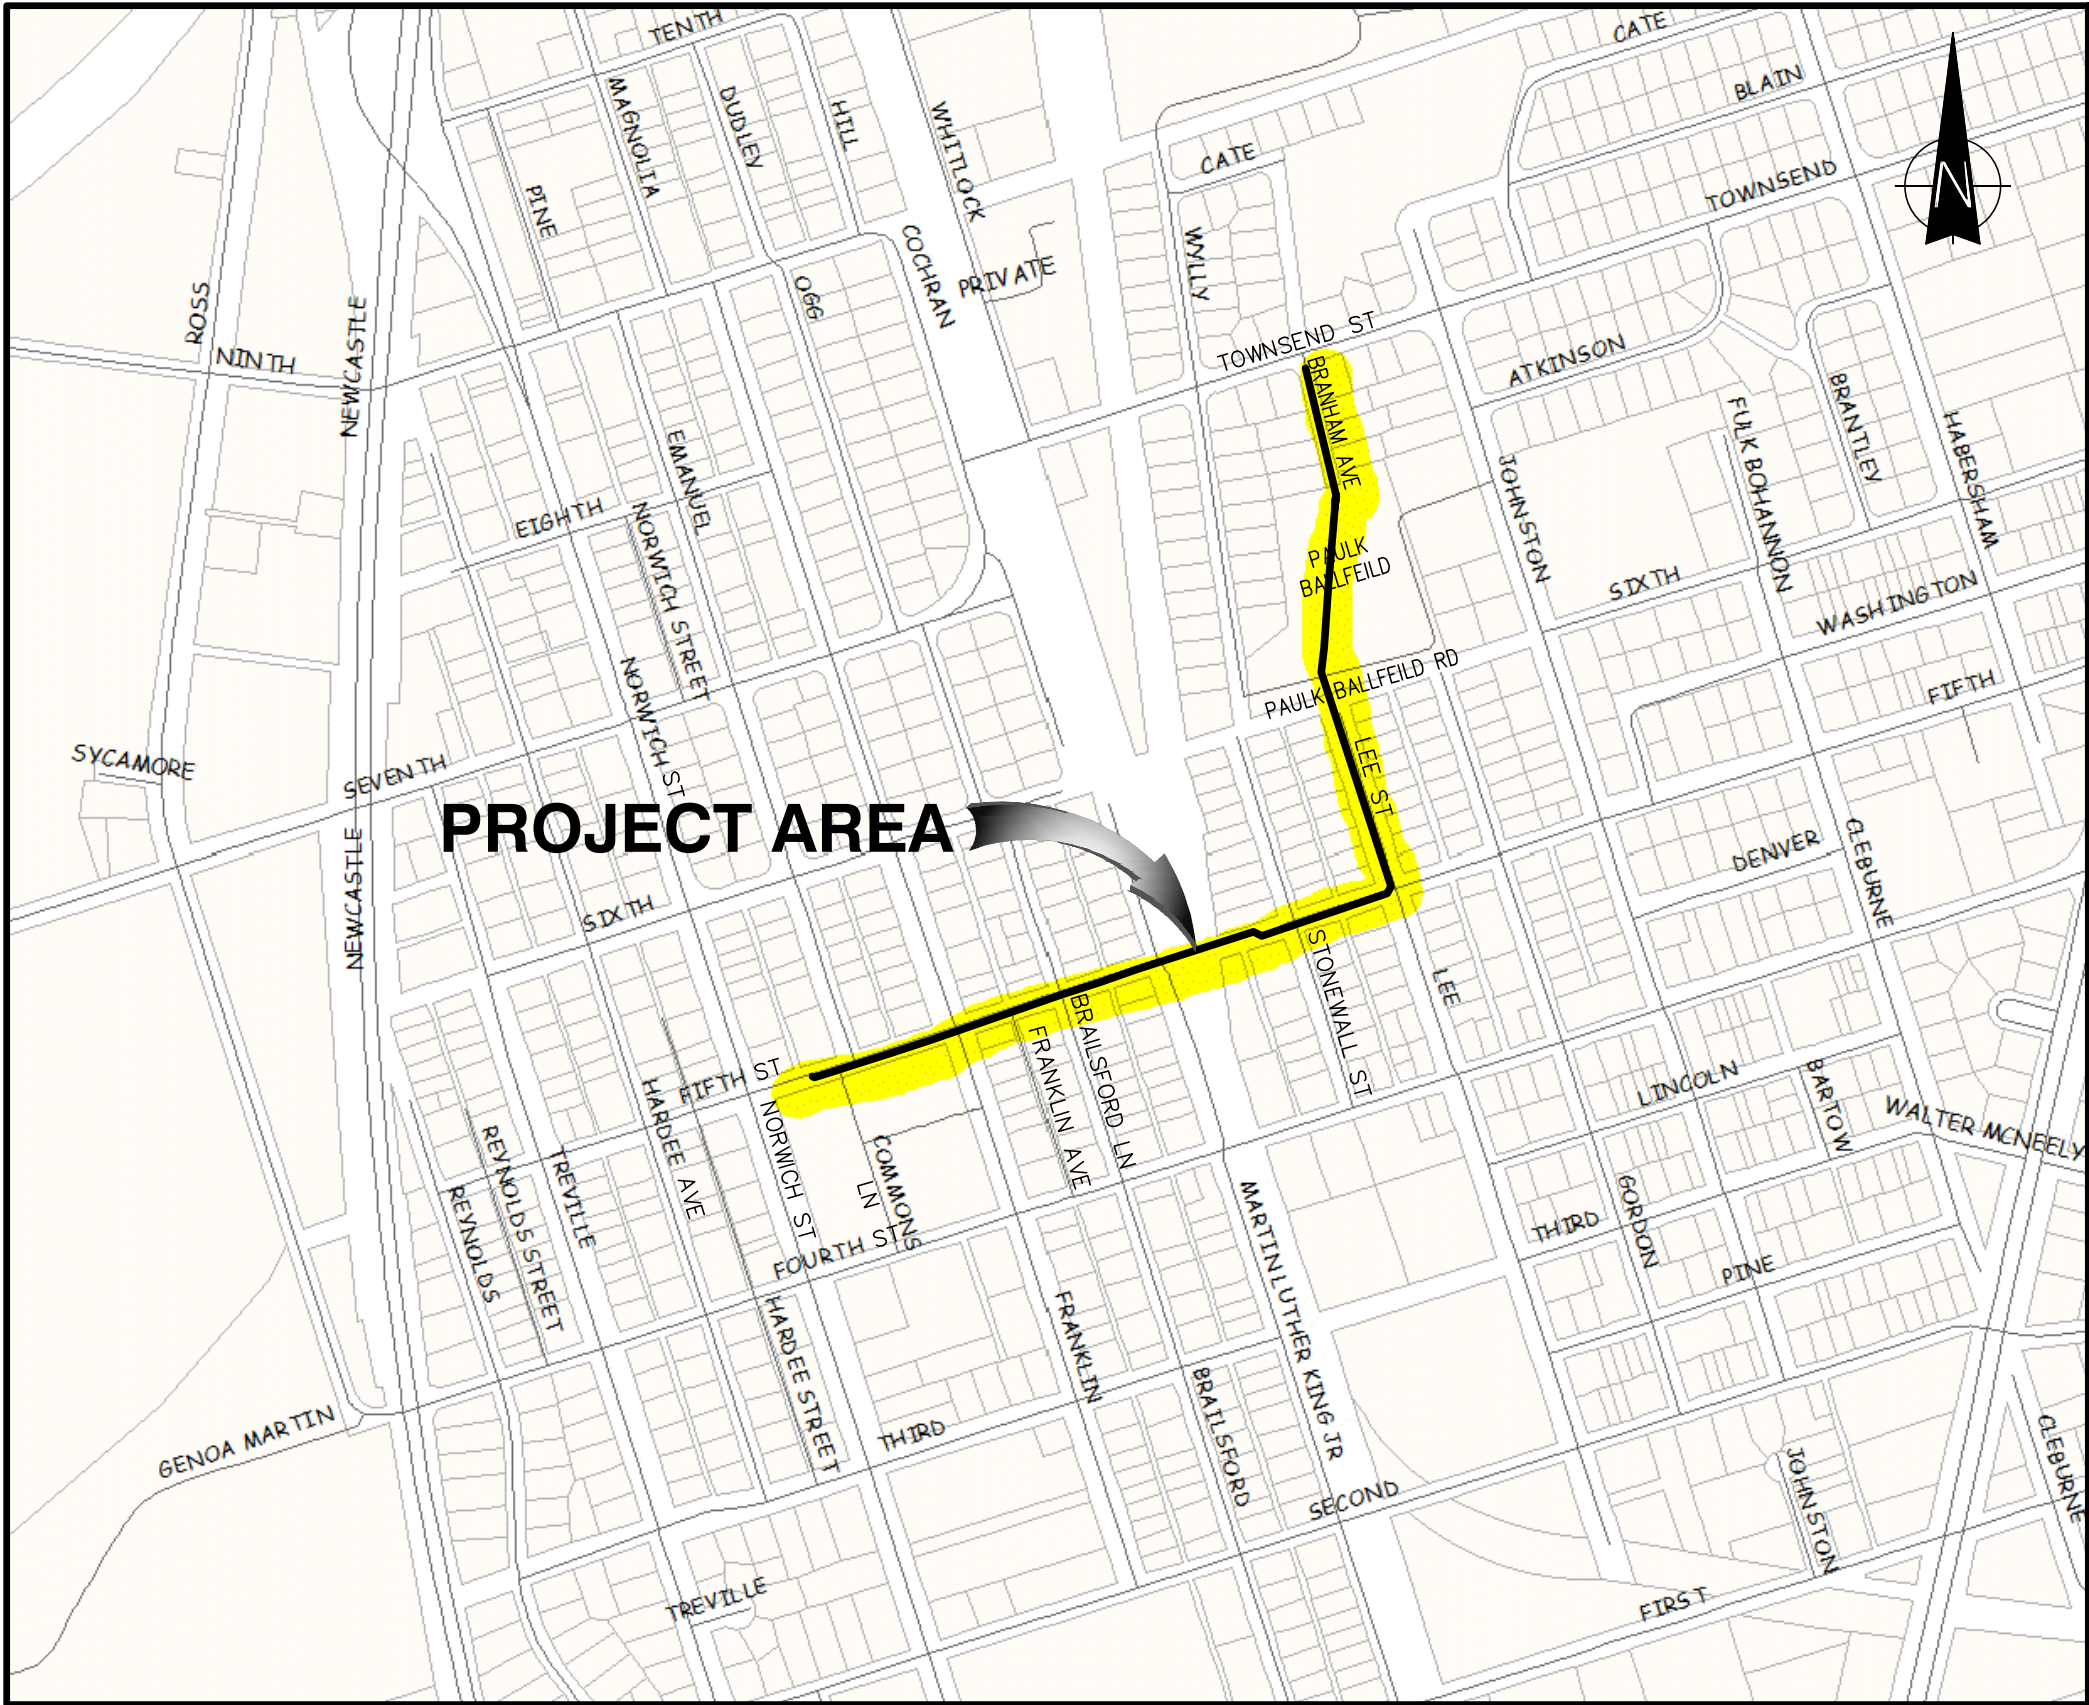 TENTH
CATE
BLAIN
MAGNOLIA
DUDLEY
HILL
WHITLOCK
CATE
TOWNSEND
N
PINE
WYLLY
COCHRAN
PRIVATE
OGG
ROSS
NEWCASTLE
NINTH
TOWNSEND ST
BRANHAM AVE
ATKINSON
BRANTLEY
FULK BOHANNON
HABERSHAM
EMANUEL
JOHNSTON
EIGHTH
NORWICH STREET
PAULK
BALLFEILD
SIXTH
WASHINGTON
NORWICH ST
PAULK BALLFEILD RD
FIFTH
SYCAMORE
SEVENTH
LEE ST
PROJECT AREA
NEWCASTLE
DENVER
CLEBURNE
SIXTH
STONEWALL ST
LEE
BRAILSFORD LN
FRANKLIN AVE
FIFTH ST
HARDEE AVE
NORWICH ST
COMMONS
LN
LINCOLN
BARTOW
WALTER MCNEELY
REYNOLDS STREET
TREVILLE
REYNOLDS
GORDON
MARTIN LUTHER KING JR
FOURTH ST
THIRD
PINE
HARDEE STREET
FRANKLIN
BRAILSFORD
GENOA MARTIN
THIRD
SECOND
JOHNSTON
CLEBURNE
TREVILLE
FIRST